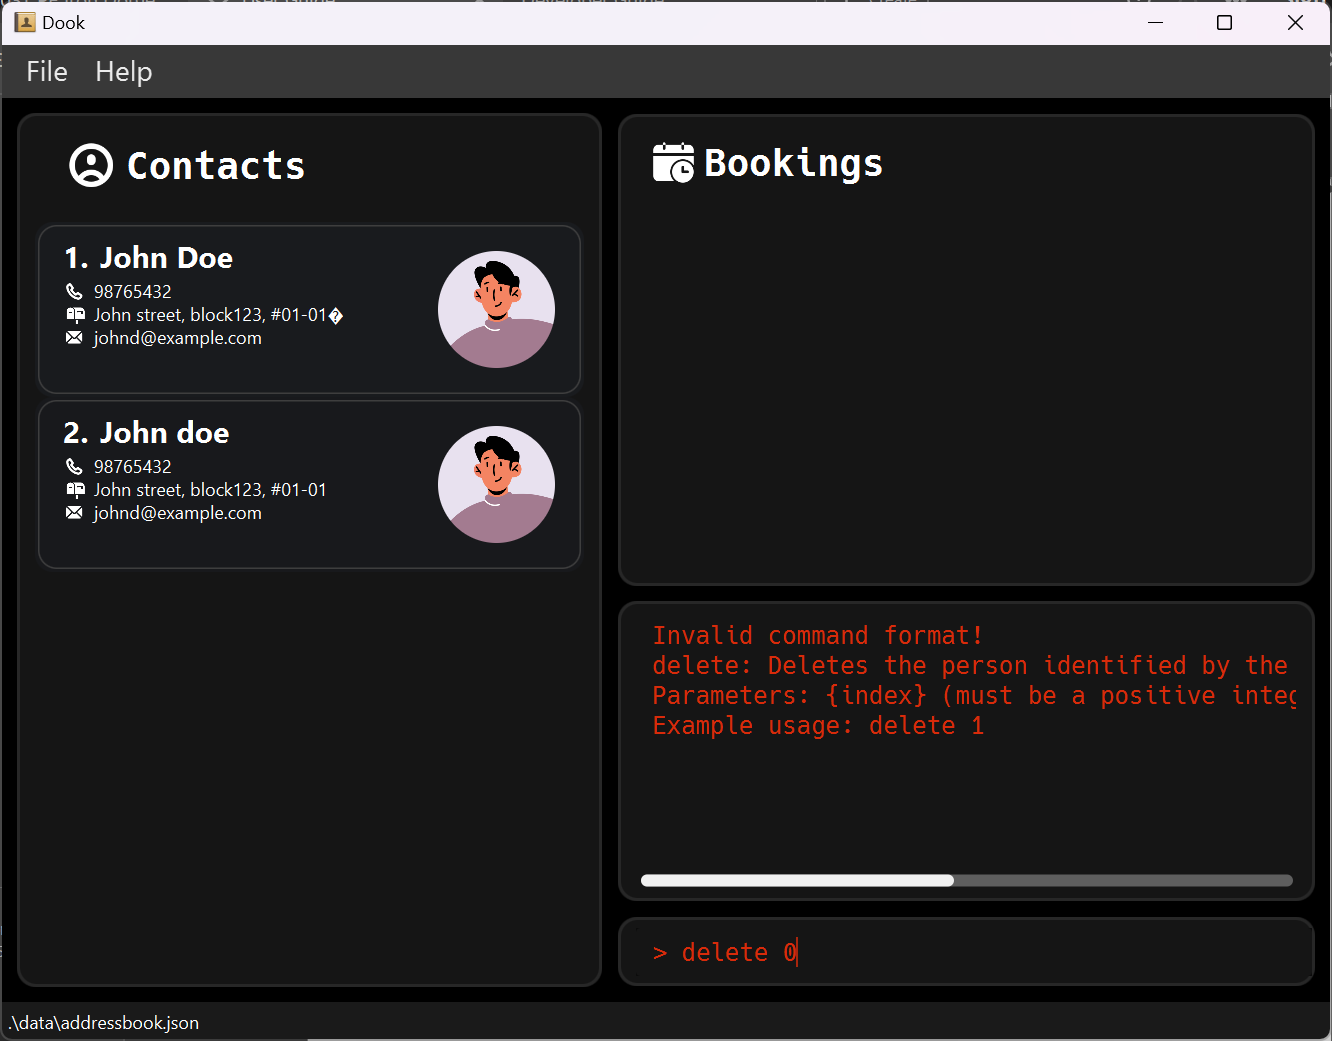 Dook
File Help
Contacts
1. John Doe
98765432
John street, block123, #01-01�
johnd@example.com
2. John doe
98765432
John street, block123, #01-01
johnd@example.com
Bookings
Invalid command format!
delete: Deletes the person identified by the
Parameters: {index} (must be a positive integ
Example usage: delete 1
> delete 0
.\data\addressbook.json